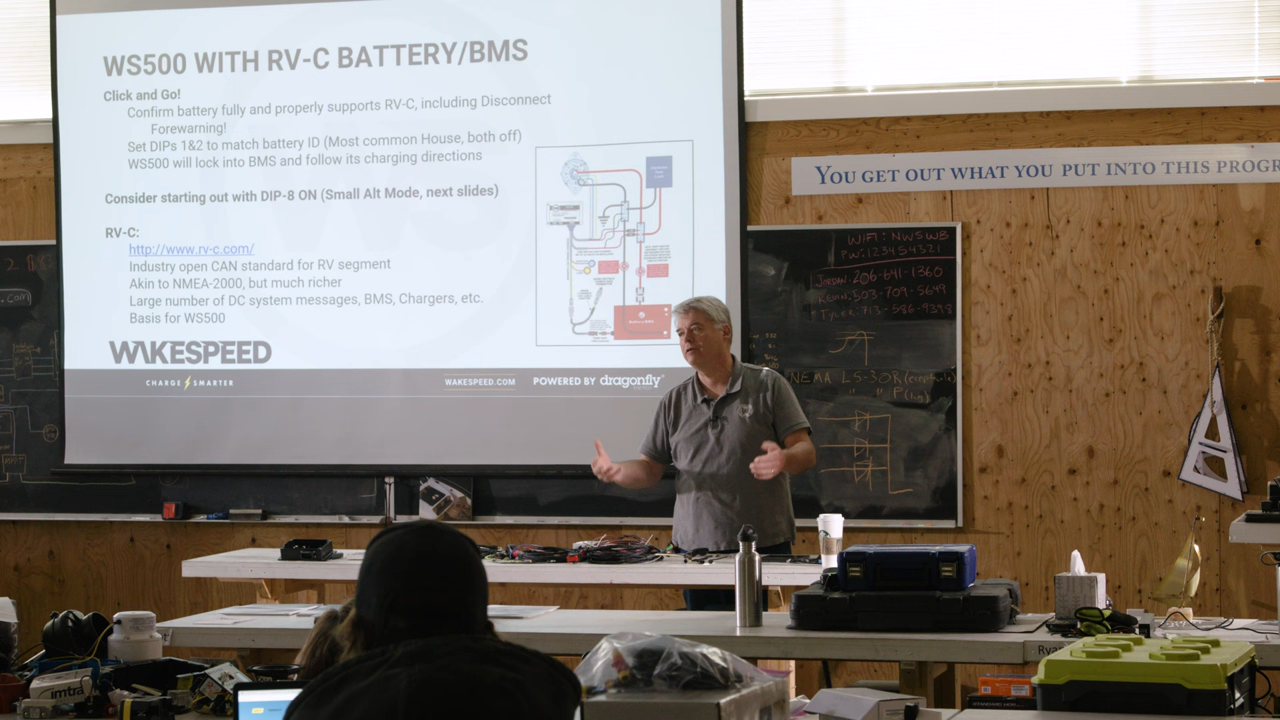 WS500 WITH RV-C BATTERY/BMS
Click and Go!
Confirm battery fully and properly supports RV-C, including Disconnect
Forewarning!
Set DIPs 1&2 to match battery ID (Most common House, both off)
WS500 will lock into BMS and follow its charging directions
Consider starting out with DIP-8 ON (Small Alt Mode, next slides)
RV-C:
http://www.rv-c.com/
Industry open CAN standard for RV segment
Akin to NMEA-2000, but much richer
Large number of DC system messages, BMS, Chargers, etc.
Basis for WS500
WAKESPEED
CHARGE SMARTER
WAKESPEED.COM
POWERED BY dragonfly
YOU GET OUT WHAT YOU PUT INTO THIS PROGR
WIFI: NWSWB
PW: 123454321
JORDAN: 206-641-1360
KEVIN: 503-709-5649
TYLER: 713-586-9398
NEMA L5-30R
.com
imtra
Rya